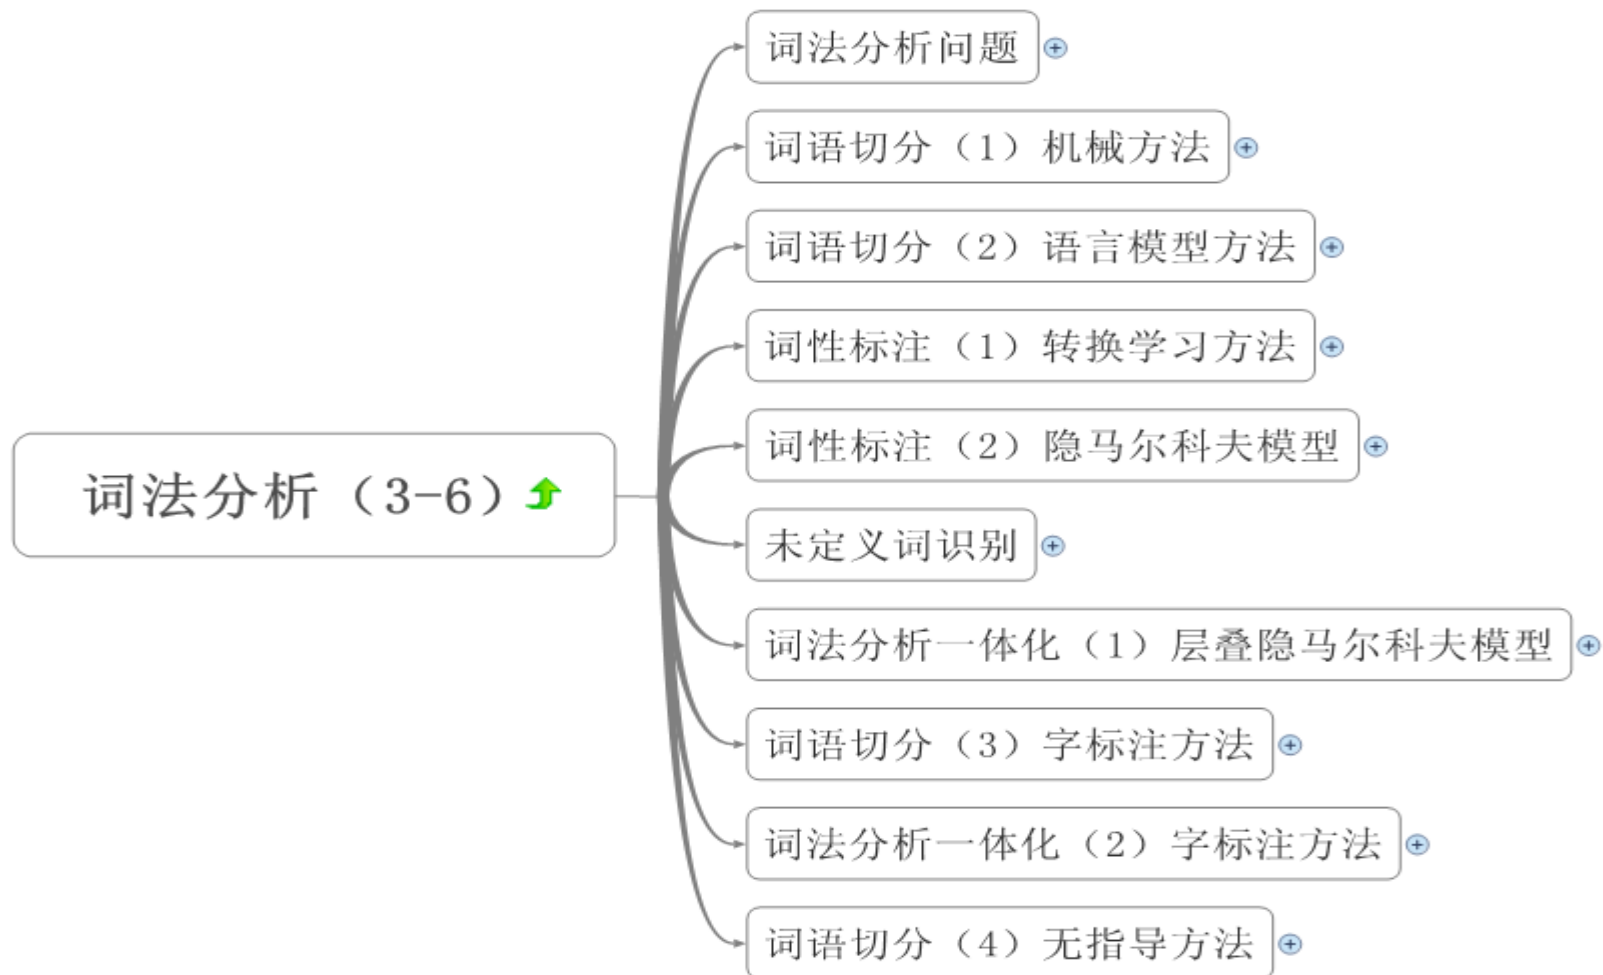 词法分析问题
词语切分（1）机械方法
词语切分（2）语言模型方法
词性标注（1）转换学习方法
词性标注（2）隐马尔科夫模型
词法分析（3-6）
未定义词识别
词法分析一体化（1）层叠隐马尔科夫模型
词语切分（3）字标注方法
词法分析一体化（2）字标注方法
词语切分（4）无指导方法